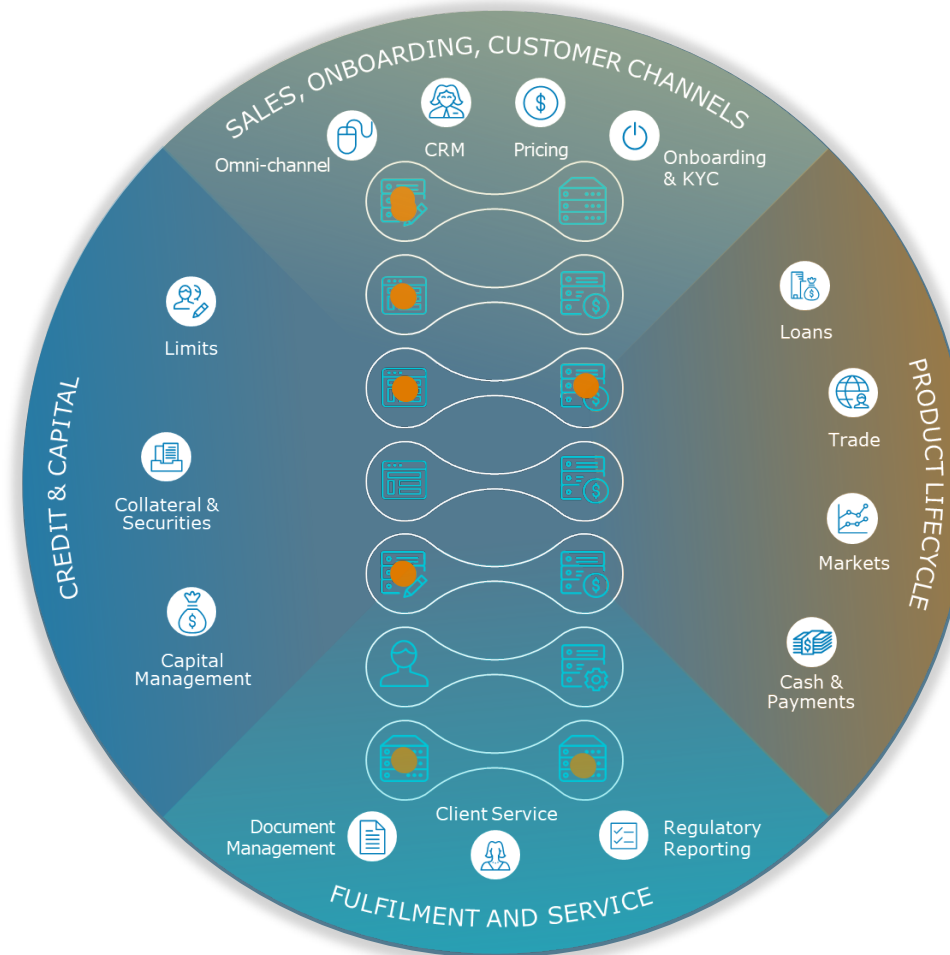 SALES, ONBOARDING, CUSTOMER CHANNELS
Omni-channel
CRM
Pricing
Onboarding
& KYC
CREDIT & CAPITAL
Limits
Collateral &
Securities
Capital
Management
PRODUCT LIFECYCLE
Loans
Trade
Markets
Cash &
Payments
Document
Management
Client Service
Regulatory
Reporting
FULFILMENT AND SERVICE